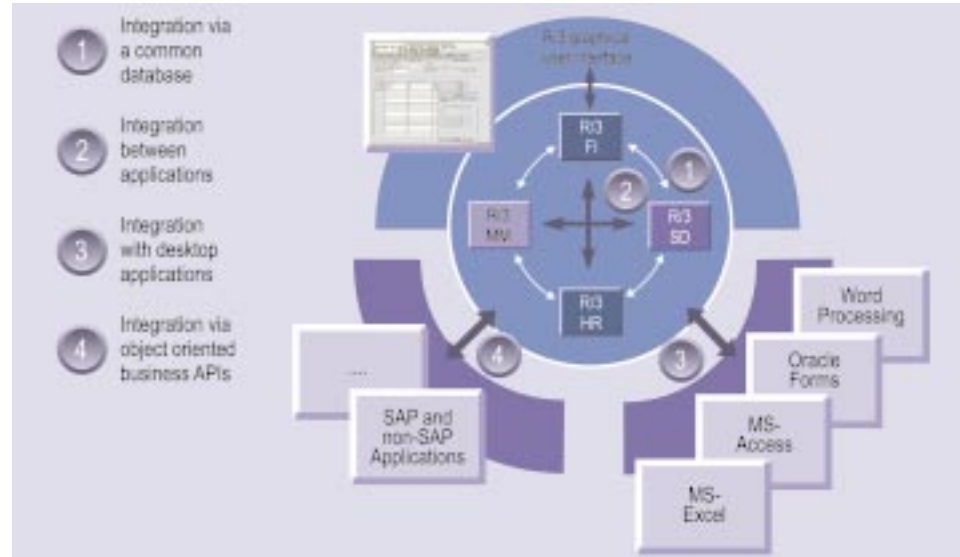 1
Integration via
a common
database
2
Integration
between
applications
3
Integration
with desktop
applications
4
Integration via
object oriented
business APIs
R/3 graphical
user interface
R/3
FI
1
2
R/3
MM
R/3
SD
R/3
HR
4
3
....
SAP and
non-SAP
Applications
Word
Processing
Oracle
Forms
MS-
Access
MS-
Excel